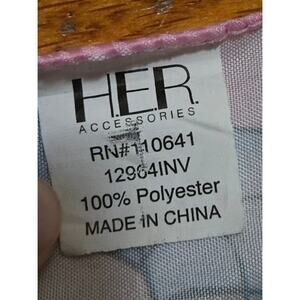 H.E.R.
ACCESSORIES
RN#110641
12964INV
100% Polyester
MADE IN CHINA